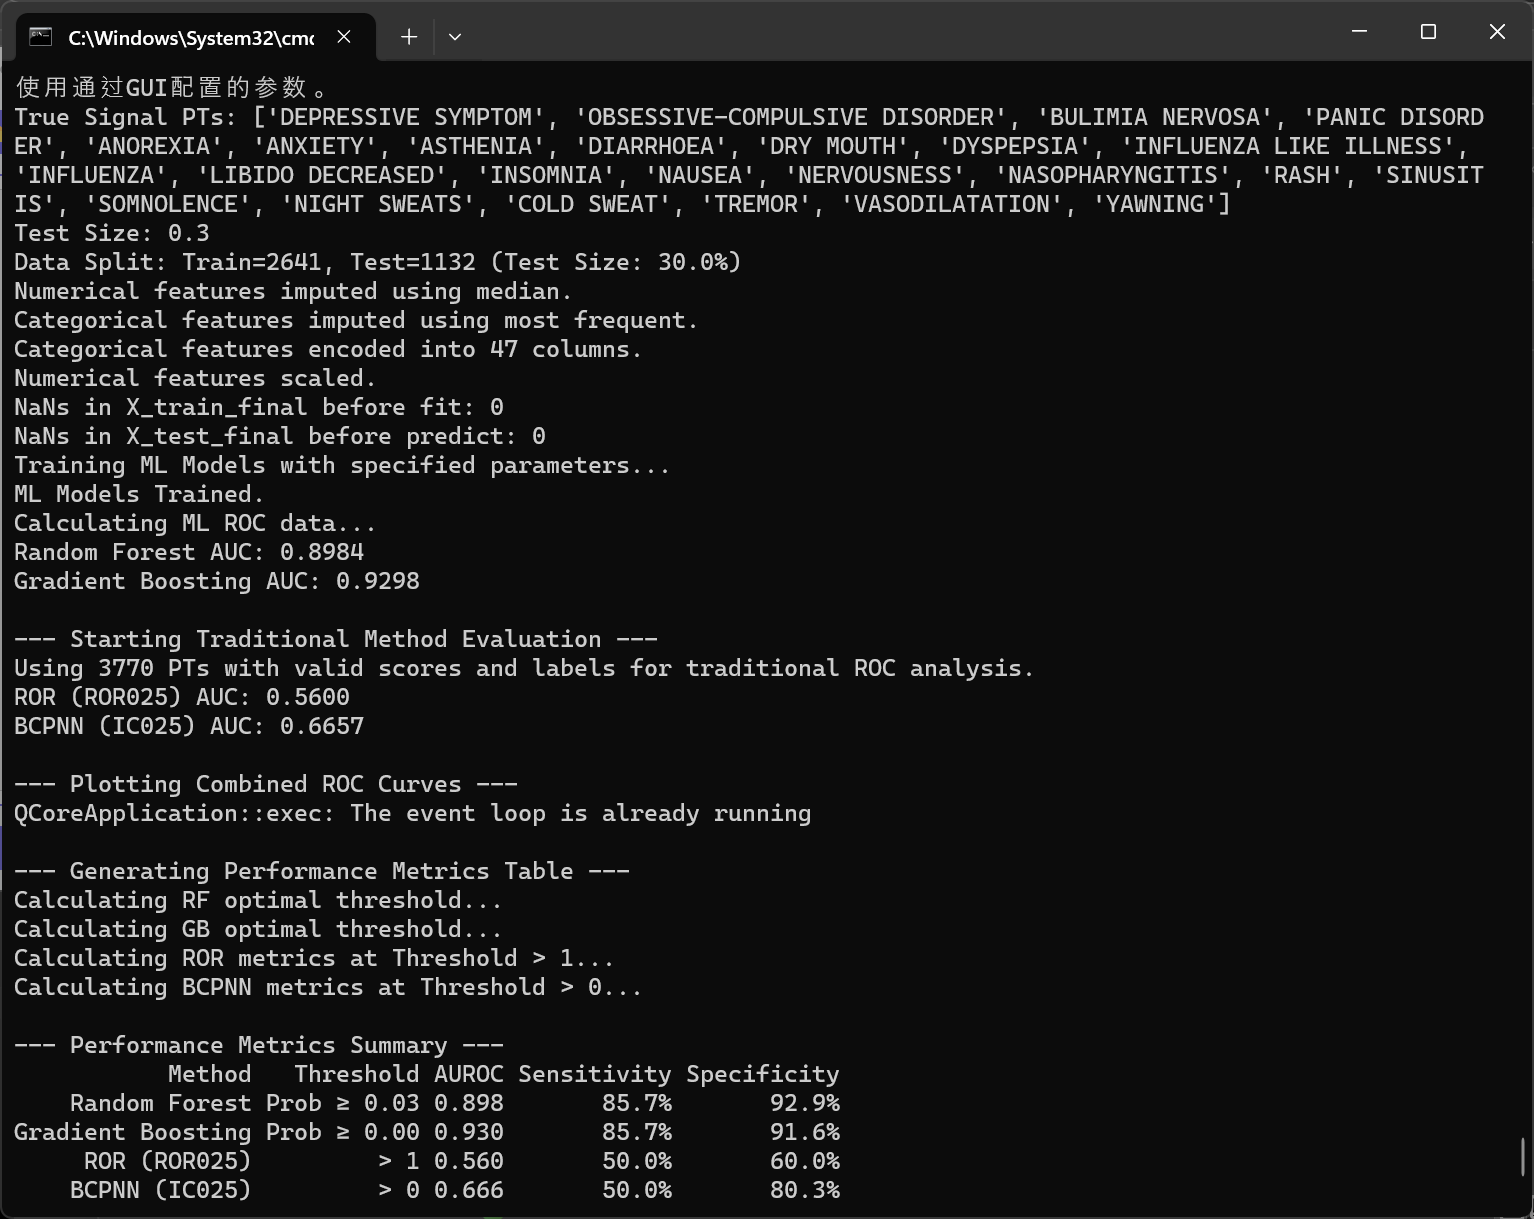 C:\Windows\System32\cmd
使用通过GUI配置的参数。
True Signal PTs: ['DEPRESSIVE SYMPTOM', 'OBSESSIVE-COMPULSIVE DISORDER', 'BULIMIA NERVOSA', 'PANIC DISORD
ER', 'ANOREXIA', 'ANXIETY', 'ASTHENIA', 'DIARRHOEA', 'DRY MOUTH', 'DYSPEPSIA', 'INFLUENZA LIKE ILLNESS',
'INFLUENZA', 'LIBIDO DECREASED', 'INSOMNIA', 'NAUSEA', 'NERVOUSNESS', 'NASOPHARYNGITIS', 'RASH', 'SINUSIT
IS', 'SOMNOLENCE', 'NIGHT SWEATS', 'COLD SWEAT', 'TREMOR', 'VASODILATATION', 'YAWNING']
Test Size: 0.3
Data Split: Train=2641, Test=1132 (Test Size: 30.0%)
Numerical features imputed using median.
Categorical features imputed using most frequent.
Categorical features encoded into 47 columns.
Numerical features scaled.
NaNs in X_train_final before fit: 0
NaNs in X_test_final before predict: 0
Training ML Models with specified parameters...
ML Models Trained.
Calculating ML ROC data...
Random Forest AUC: 0.8984
Gradient Boosting AUC: 0.9298
--- Starting Traditional Method Evaluation ---
Using 3770 PTs with valid scores and labels for traditional ROC analysis.
ROR (ROR025) AUC: 0.5600
BCPNN (IC025) AUC: 0.6657
--- Plotting Combined ROC Curves ---
QCoreApplication::exec: The event loop is already running
--- Generating Performance Metrics Table ---
Calculating RF optimal threshold...
Calculating GB optimal threshold...
Calculating ROR metrics at Threshold > 1...
Calculating BCPNN metrics at Threshold > 0...
--- Performance Metrics Summary ---
Method Threshold AUROC Sensitivity Specificity
Random Forest Prob ≥ 0.03 0.898 85.7% 92.9%
Gradient Boosting Prob ≥ 0.00 0.930 85.7% 91.6%
ROR (ROR025) > 1 0.560 50.0% 60.0%
BCPNN (IC025) > 0 0.666 50.0% 80.3%